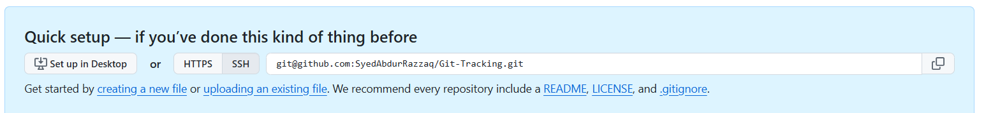 Quick setup — if you’ve done this kind of thing before
Set up in Desktop or HTTPS SSH git@github.com:SyedAbdurRazzaq/Git-Tracking.git
Get started by creating a new file or uploading an existing file. We recommend every repository include a README, LICENSE, and .gitignore.